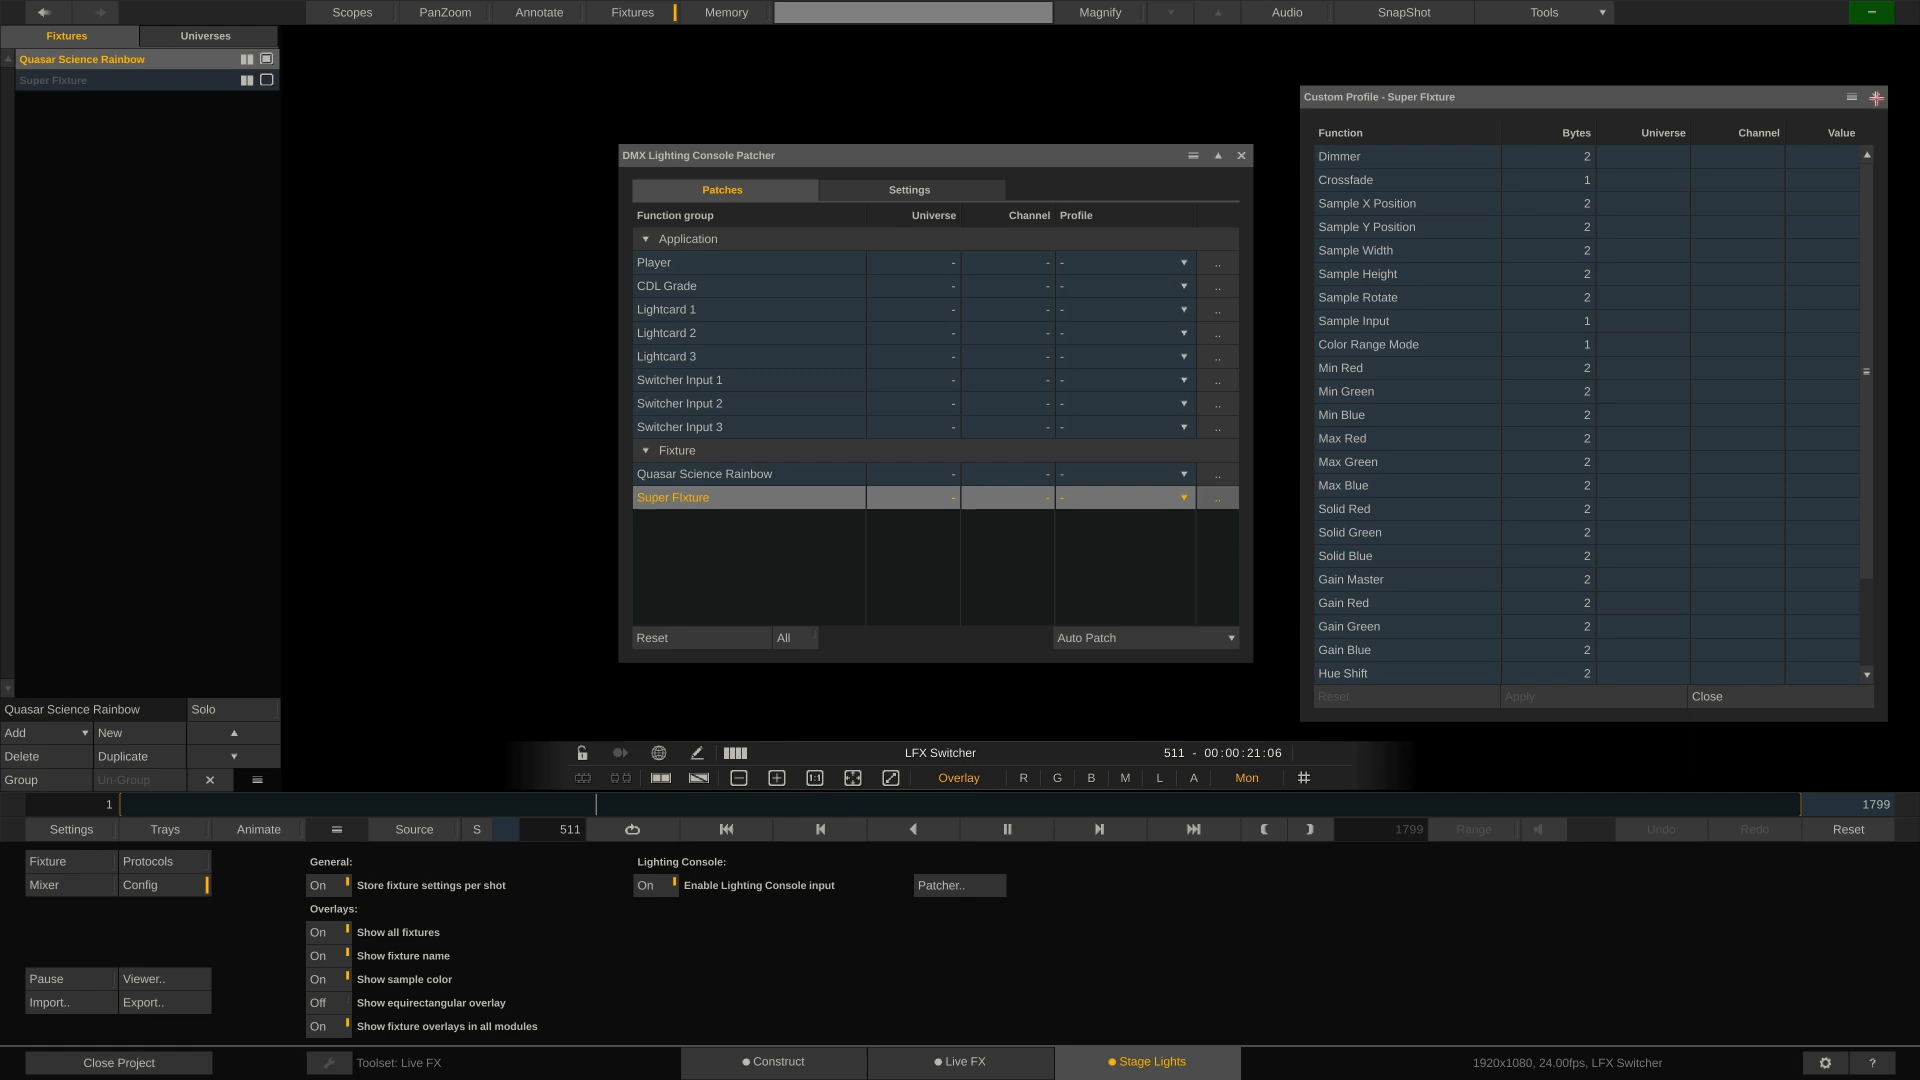 Scopes PanZoom Annotate Fixtures Memory Magnify Audio SnapShot Tools
Fixtures Universes
Quasar Science Rainbow
Super FIxture
Custom Profile - Super FIxture
Function Bytes Universe Channel Value
Dimmer 2
Crossfade 1
Sample X Position 2
Sample Y Position 2
Sample Width 2
Sample Height 2
Sample Rotate 2
Sample Input 1
Color Range Mode 1
Min Red 2
Min Green 2
Min Blue 2
Max Red 2
Max Green 2
Max Blue 2
Solid Red 2
Solid Green 2
Solid Blue 2
Gain Master 2
Gain Red 2
Gain Green 2
Gain Blue 2
Hue Shift 2
Reset Apply Close
DMX Lighting Console Patcher
Patches Settings
Function group Universe Channel Profile
Application
Player - - - ..
CDL Grade - - - ..
Lightcard 1 - - - ..
Lightcard 2 - - - ..
Lightcard 3 - - - ..
Switcher Input 1 - - - ..
Switcher Input 2 - - - ..
Switcher Input 3 - - - ..
Fixture
Quasar Science Rainbow - - - ..
Super FIxture - - - ..
Reset All Auto Patch
Quasar Science Rainbow Solo
Add New
Delete Duplicate
Group Un-Group
LFX Switcher 511 - 00:00:21:06
1:1 Overlay R G B M L A Mon
1 1799
Settings Trays Animate Source S 511 1799 Range Undo Redo Reset
Fixture Protocols
Mixer Config
Pause Viewer..
Import.. Export..
General:
On Store fixture settings per shot
Overlays:
On Show all fixtures
On Show fixture name
On Show sample color
Off Show equirectangular overlay
On Show fixture overlays in all modules
Lighting Console:
On Enable Lighting Console input Patcher..
Close Project Toolset: Live FX Construct Live FX Stage Lights 1920x1080, 24.00fps, LFX Switcher ?